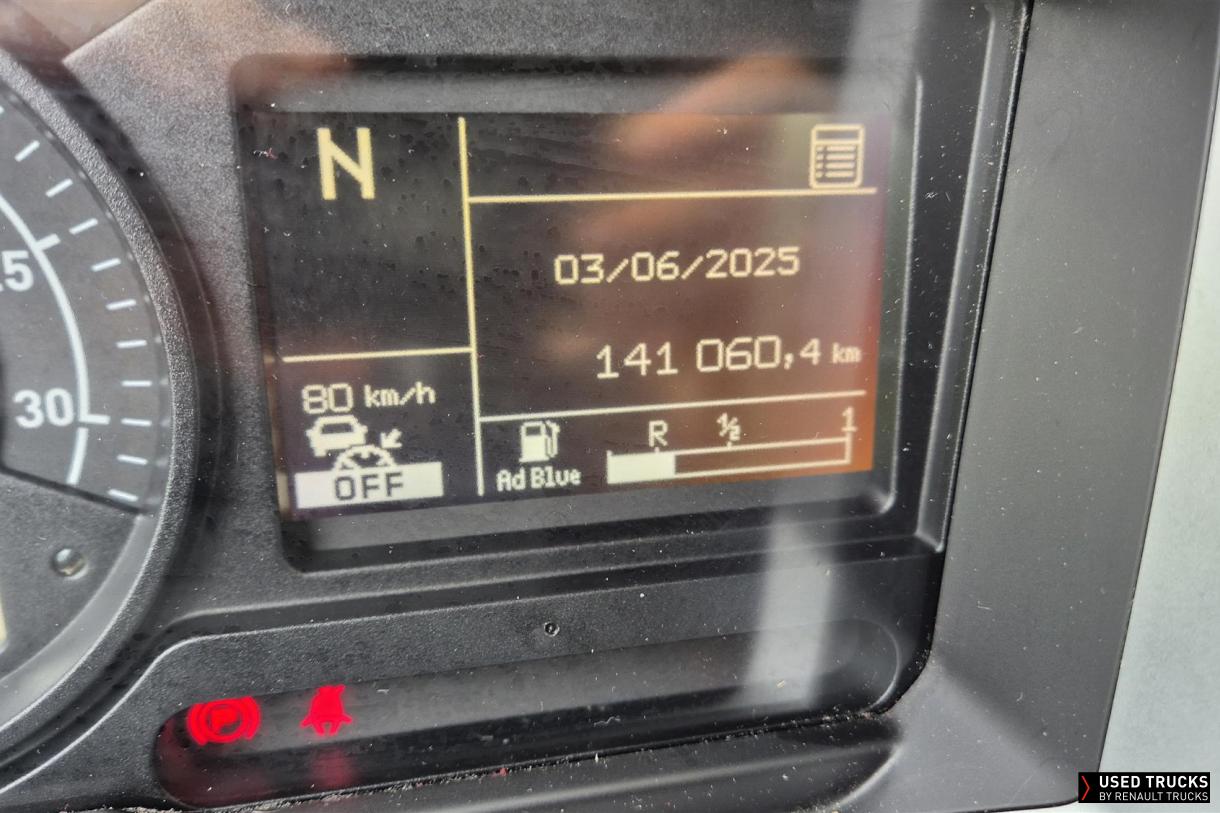 N
03/06/2025
141 060,4 km
80 km/h
OFF
R ½ 1
Ad Blue
25
30
P
USED TRUCKS
BY RENAULT TRUCKS